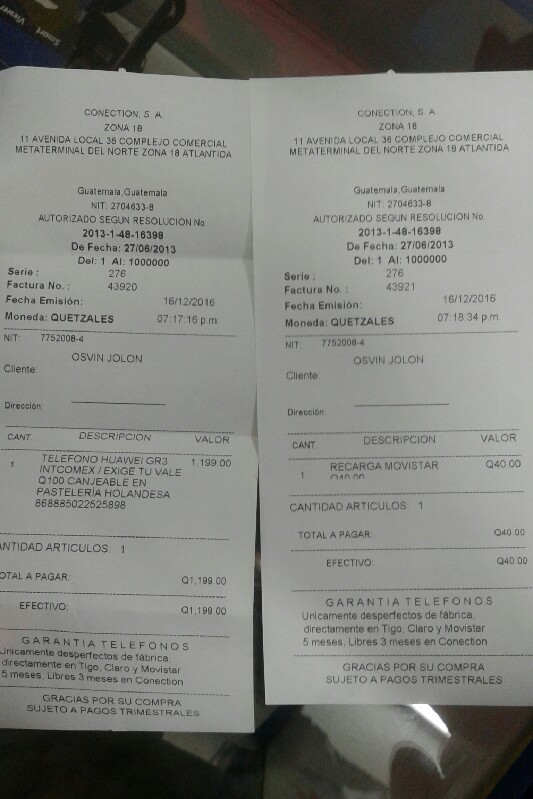 Smart
Viewer
CONECTION, S. A.
ZONA 18
11 AVENIDA LOCAL 36 COMPLEJO COMERCIAL
METATERMINAL DEL NORTE ZONA 18 ATLANTIDA
Guatemala,Guatemala
NIT: 2704633-8
AUTORIZADO SEGUN RESOLUCION No.
2013-1-48-16398
De Fecha: 27/06/2013
Del: 1 Al: 1000000
Serie : 276
Factura No. : 43920
Fecha Emisión: 16/12/2016
Moneda: QUETZALES 07:17:16 p.m.
NIT: 7752008-4
OSVIN JOLON
Cliente:
Dirección:
CANT. DESCRIPCION VALOR
1 TELEFONO HUAWEI GR3 1,199.00
INTCOMEX / EXIGE TU VALE
Q100 CANJEABLE EN
PASTELERÍA HOLANDESA
868885022525898
ANTIDAD ARTICULOS: 1
OTAL A PAGAR: Q1,199.00
EFECTIVO: Q1,199.00
GARANTIA TELEFONOS
Unicamente desperfectos de fábrica,
directamente en Tigo, Claro y Movistar
5 meses, Libres 3 meses en Conection
GRACIAS POR SU COMPRA
SUJETO A PAGOS TRIMESTRALES
CONECTION, S. A.
ZONA 18
11 AVENIDA LOCAL 36 COMPLEJO COMERCIAL
METATERMINAL DEL NORTE ZONA 18 ATLANTIDA
Guatemala,Guatemala
NIT: 2704633-8
AUTORIZADO SEGUN RESOLUCION No.
2013-1-48-16398
De Fecha: 27/06/2013
Del: 1 Al: 1000000
Serie : 276
Factura No. : 43921
Fecha Emisión: 16/12/2016
Moneda: QUETZALES 07:18:34 p.m.
NIT: 7752008-4
OSVIN JOLON
Cliente:
Dirección:
CANT. DESCRIPCION VALOR
1 RECARGA MOVISTAR Q40.00
Q40.00
CANTIDAD ARTICULOS: 1
TOTAL A PAGAR: Q40.00
EFECTIVO: Q40.00
GARANTIA TELEFONOS
Unicamente desperfectos de fábrica,
directamente en Tigo, Claro y Movistar
5 meses, Libres 3 meses en Conection
GRACIAS POR SU COMPRA
SUJETO A PAGOS TRIMESTRALES